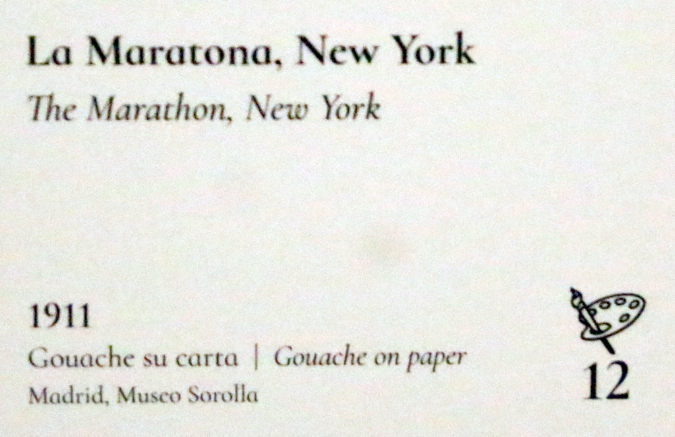 La Maratona, New York
The Marathon, New York
1911
Gouache su carta | Gouache on paper
Madrid, Museo Sorolla
12